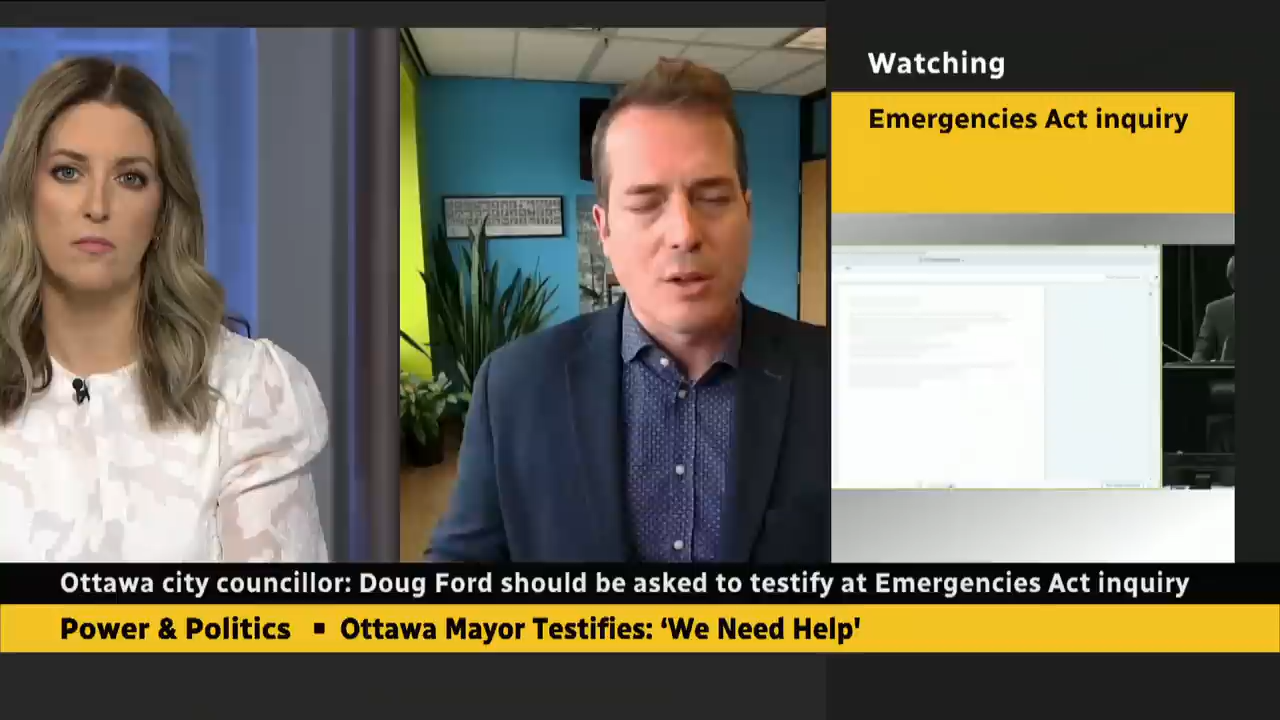 Watching
Emergencies Act inquiry
Ottawa city councillor: Doug Ford should be asked to testify at Emergencies Act inquiry
Power & Politics ▪ Ottawa Mayor Testifies: ‘We Need Help'